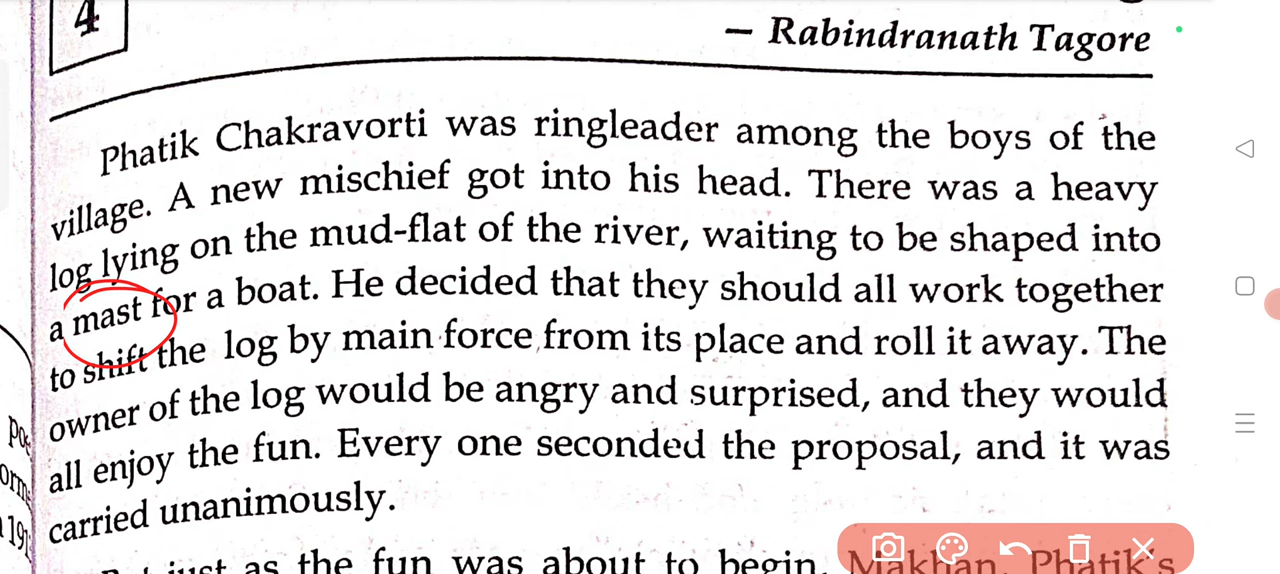 4
— Rabindranath Tagore
Phatik Chakravorti was ringleader among the boys of the
village. A new mischief got into his head. There was a heavy
log lying on the mud-flat of the river, waiting to be shaped into
a mast for a boat. He decided that they should all work together
to shift the log by main force from its place and roll it away. The
owner of the log would be angry and surprised, and they would
all enjoy the fun. Every one seconded the proposal, and it was
carried unanimously.
just as the fun was about to begin, Makhan, Phatik's